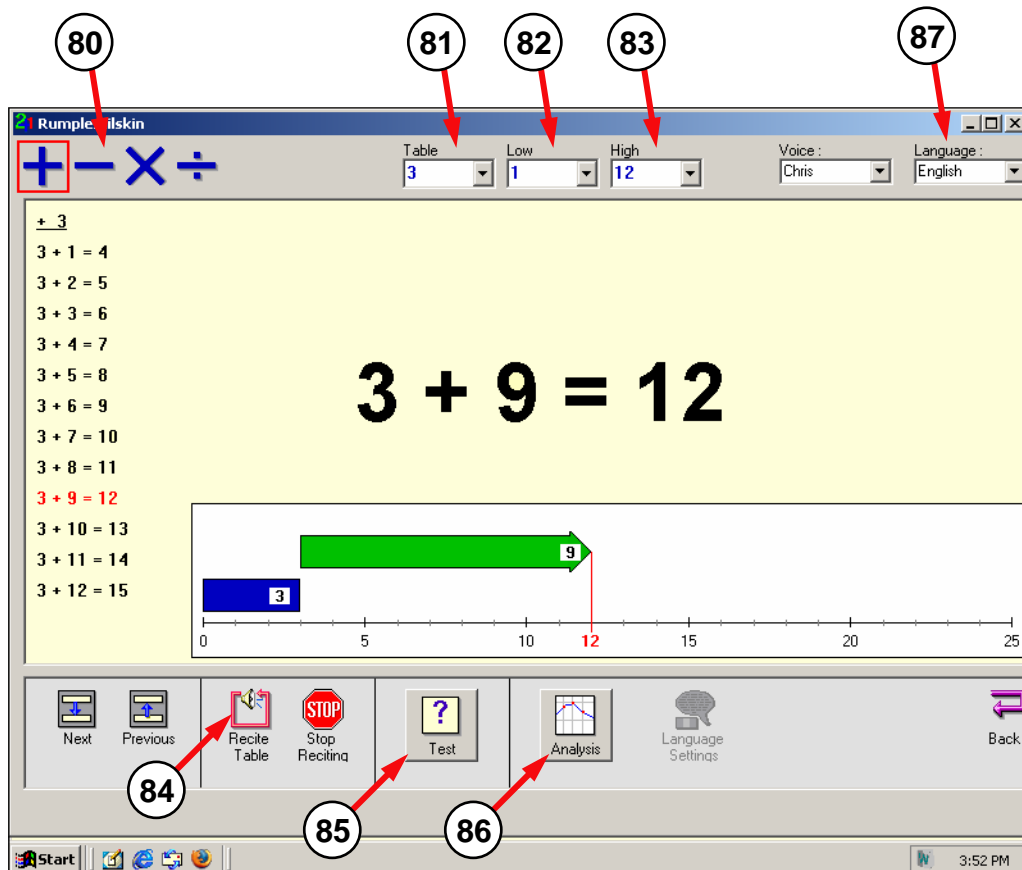 80 81 82 83 87
21 Rumplestilskin
+ − × ÷
Table Low High Voice : Language :
3 1 12 Chris English
+ 3
3 + 1 = 4
3 + 2 = 5
3 + 3 = 6
3 + 4 = 7
3 + 5 = 8
3 + 6 = 9
3 + 7 = 10
3 + 8 = 11
3 + 9 = 12
3 + 10 = 13
3 + 11 = 14
3 + 12 = 15
3 + 9 = 12
9
3
0 5 10 12 15 20 25
STOP ?
Next Previous Recite Stop Test Analysis Language Back
Table Reciting Settings
84 85 86
Start W 3:52 PM